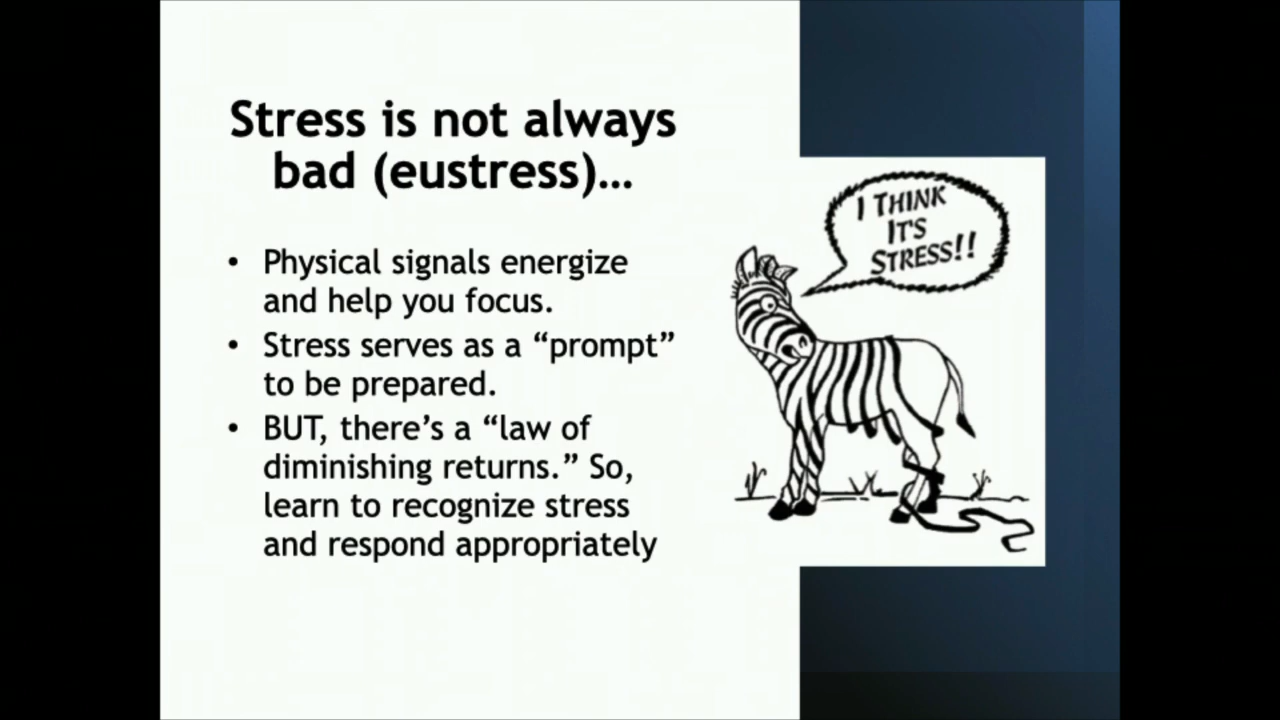 Stress is not always
bad (eustress)...
• Physical signals energize
and help you focus.
• Stress serves as a “prompt”
to be prepared.
• BUT, there’s a “law of
diminishing returns.” So,
learn to recognize stress
and respond appropriately
I THINK
IT'S
STRESS!!